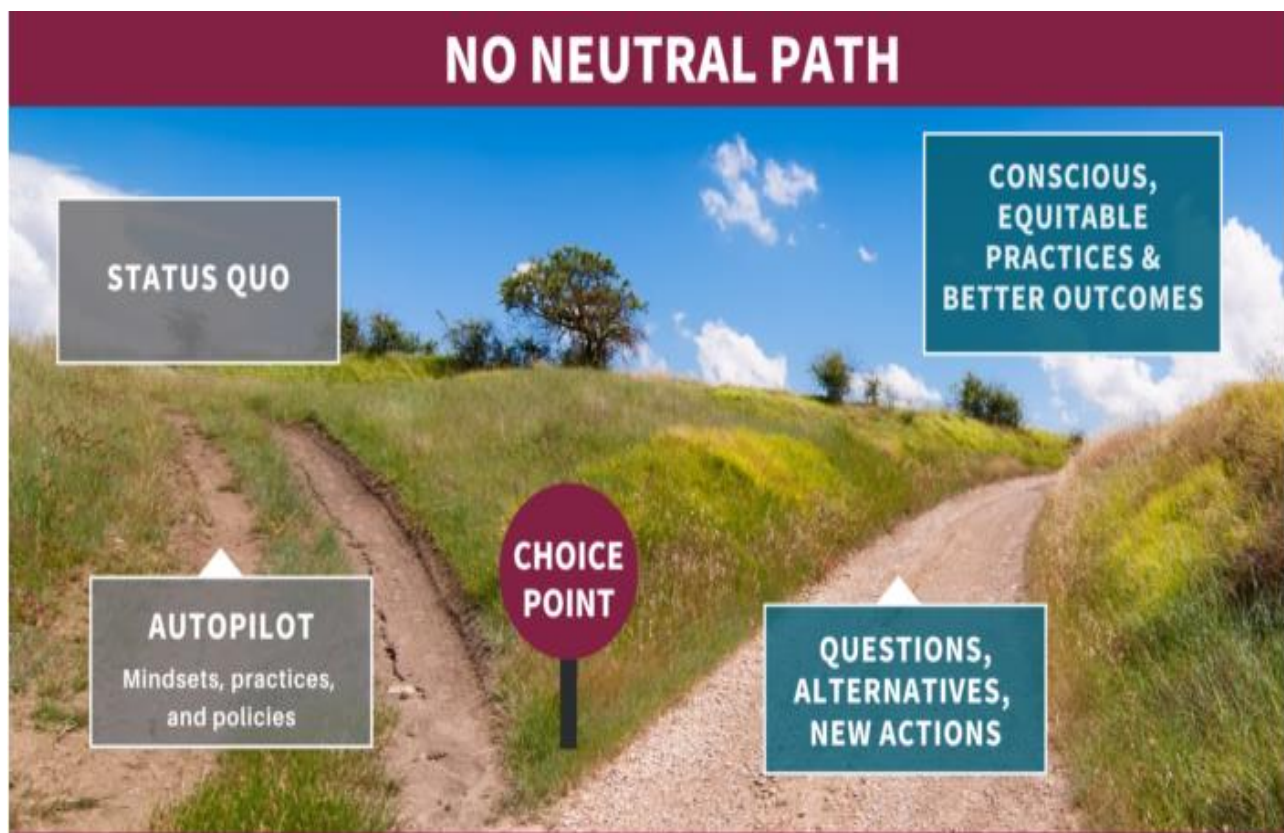 NO NEUTRAL PATH
STATUS QUO
AUTOPILOT
Mindsets, practices,
and policies
CHOICE
POINT
CONSCIOUS,
EQUITABLE
PRACTICES &
BETTER OUTCOMES
QUESTIONS,
ALTERNATIVES,
NEW ACTIONS